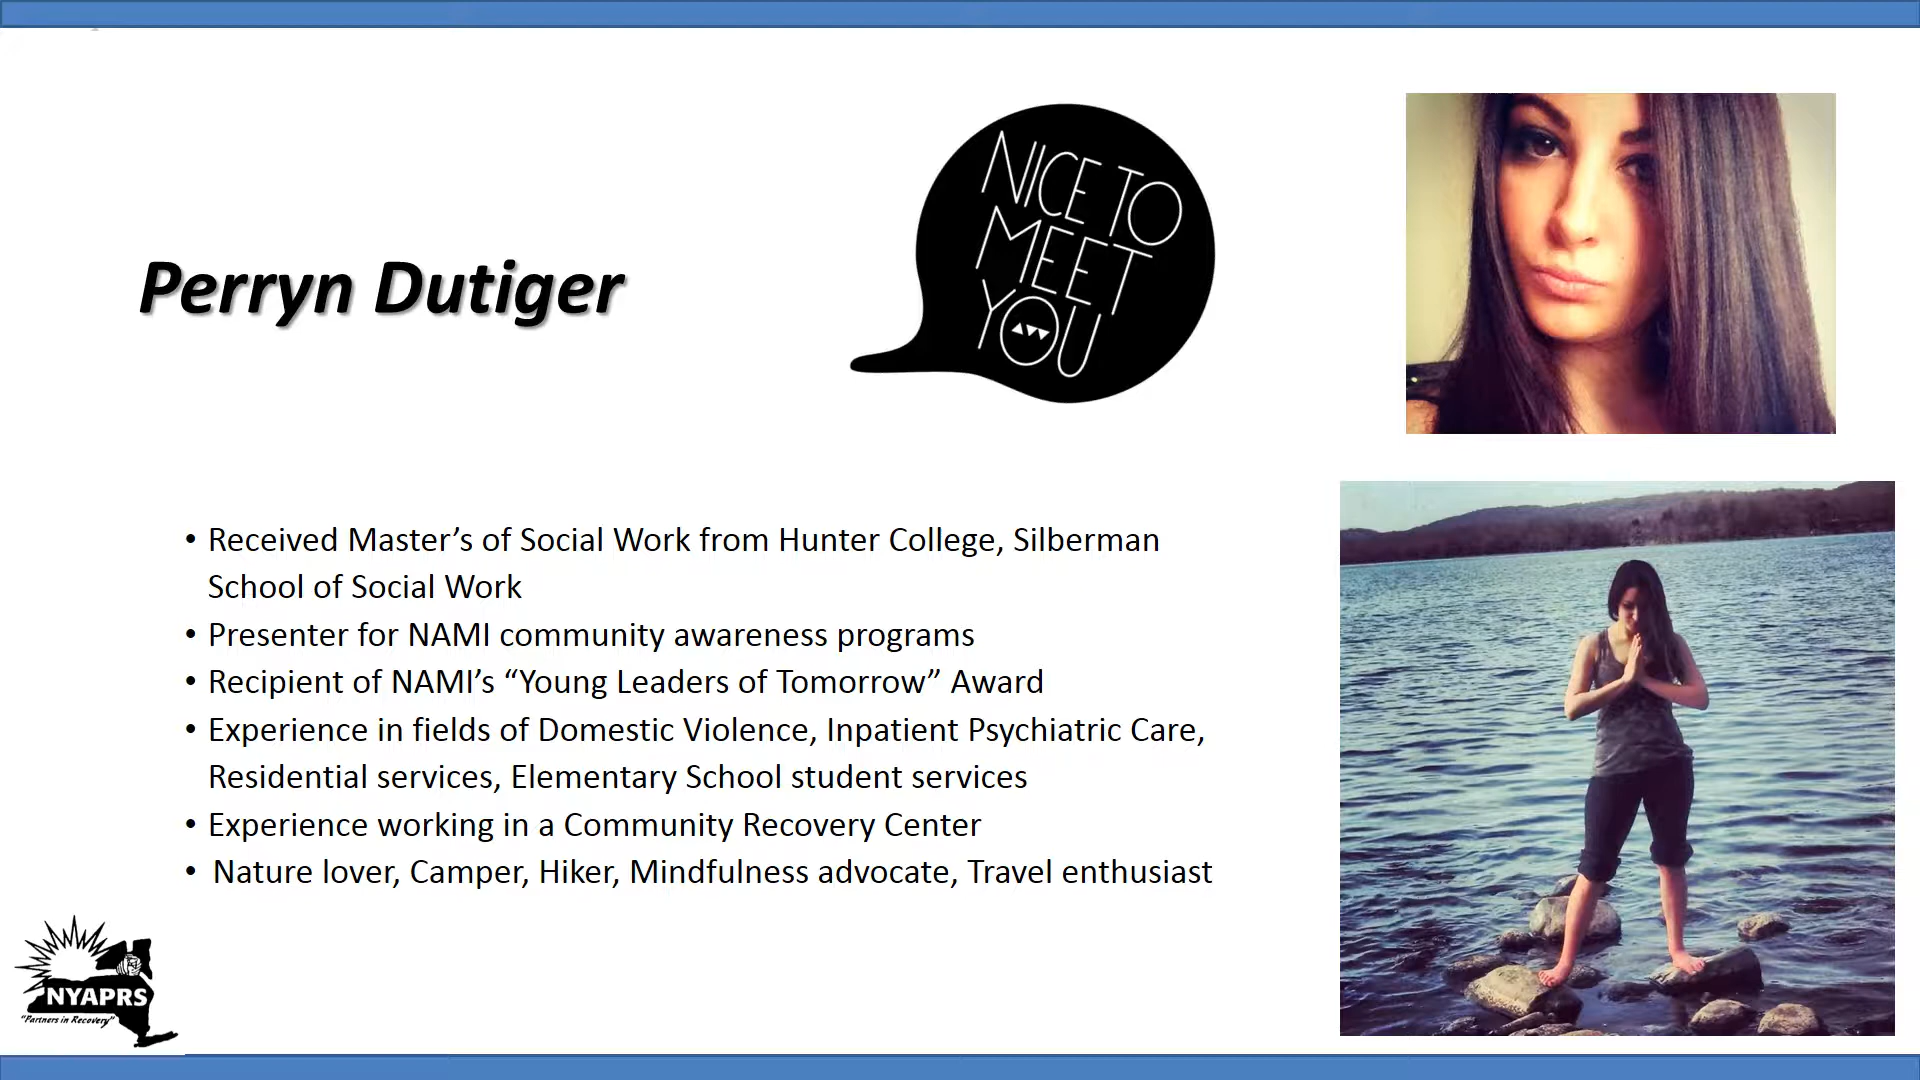 NICE TO
MEET
YOU
Perryn Dutiger
• Received Master’s of Social Work from Hunter College, Silberman
School of Social Work
• Presenter for NAMI community awareness programs
• Recipient of NAMI’s “Young Leaders of Tomorrow” Award
• Experience in fields of Domestic Violence, Inpatient Psychiatric Care,
Residential services, Elementary School student services
• Experience working in a Community Recovery Center
• Nature lover, Camper, Hiker, Mindfulness advocate, Travel enthusiast
NYAPRS
“Partners in Recovery”